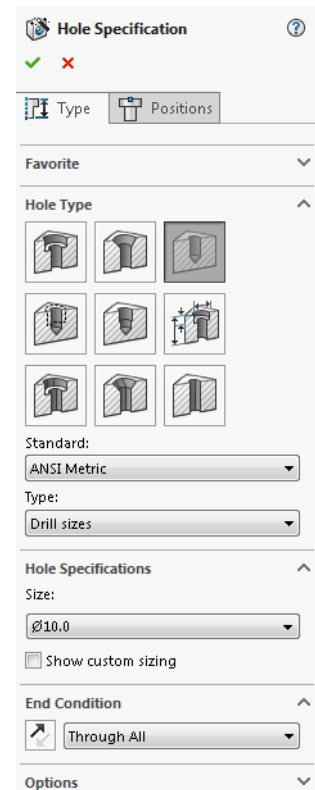 Hole Specification
Type Positions
Favorite
Hole Type
Standard:
ANSI Metric
Type:
Drill sizes
Hole Specifications
Size:
Ø10.0
Show custom sizing
End Condition
Through All
Options